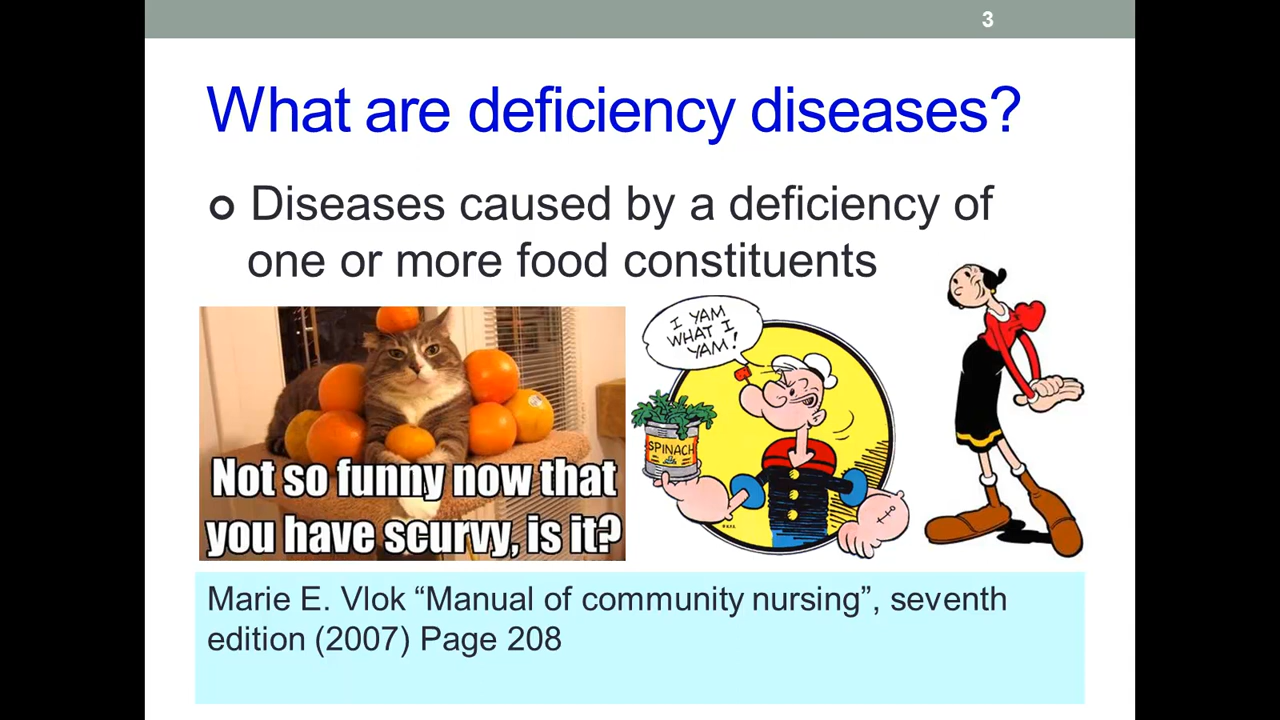 3
What are deficiency diseases?
Diseases caused by a deficiency of
one or more food constituents
Not so funny now that
you have scurvy, is it?
I YAM
WHAT I
YAM!
SPINACH
Marie E. Vlok “Manual of community nursing”, seventh
edition (2007) Page 208